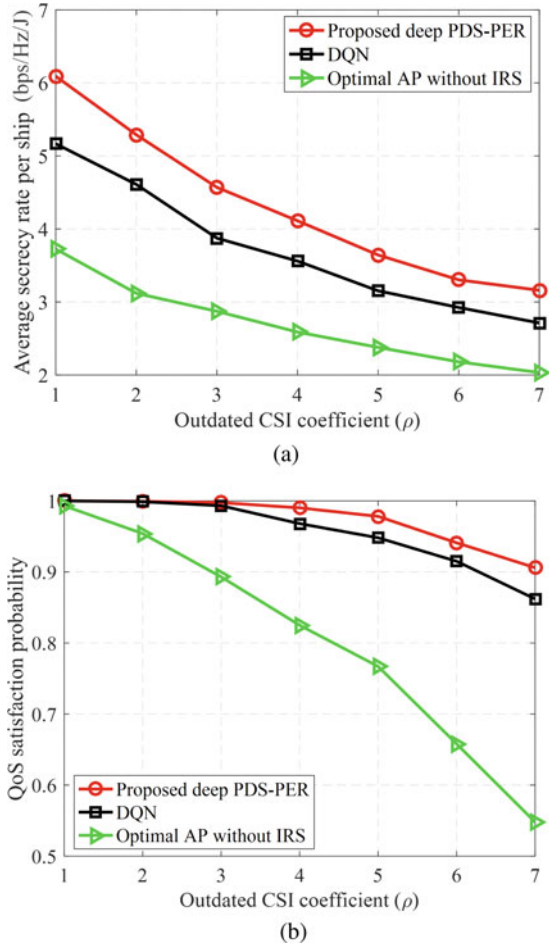 7
6
5
4
3
2
Average secrecy rate per ship (bps/Hz/J)
Proposed deep PDS-PER
DQN
Optimal AP without IRS
1 2 3 4 5 6 7
Outdated CSI coefficient (ρ)
(a)
1
0.9
0.8
0.7
0.6
0.5
QoS satisfaction probability
Proposed deep PDS-PER
DQN
Optimal AP without IRS
1 2 3 4 5 6 7
Outdated CSI coefficient (ρ)
(b)